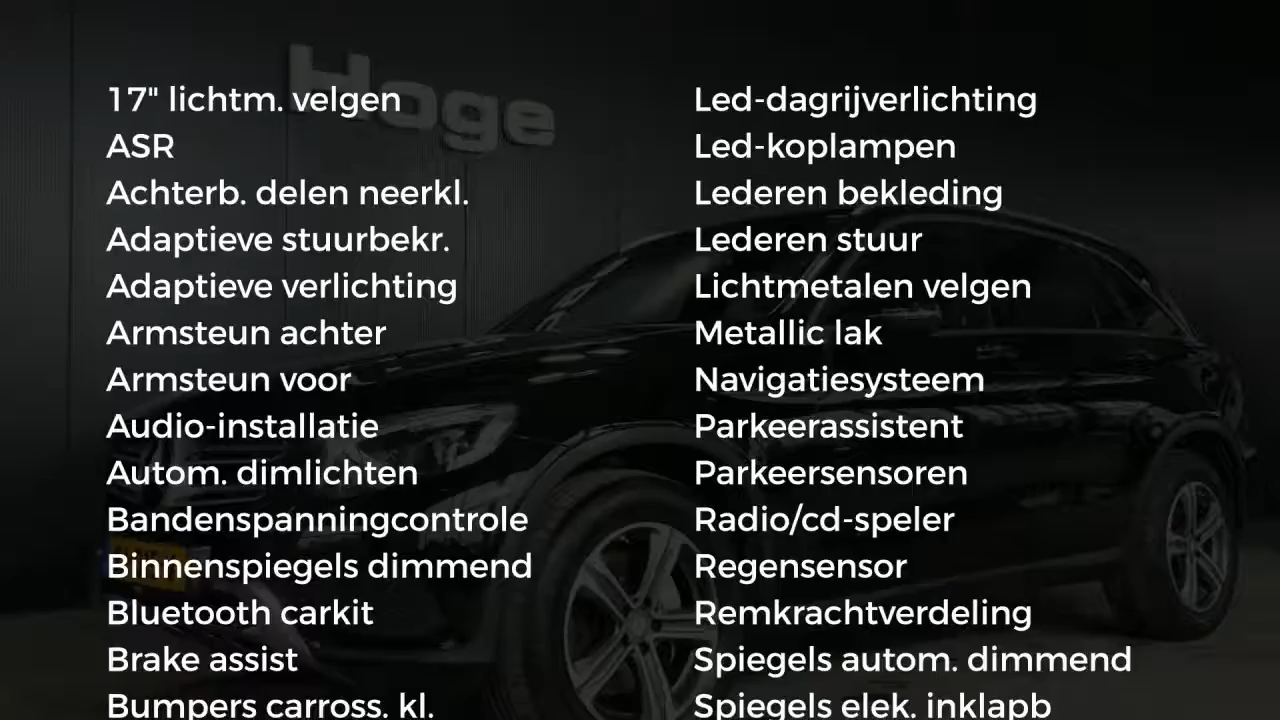 Hoge
17" lichtm. velgen
ASR
Achterb. delen neerkl.
Adaptieve stuurbekr.
Adaptieve verlichting
Armsteun achter
Armsteun voor
Audio-installatie
Autom. dimlichten
Bandenspanningcontrole
Binnenspiegels dimmend
Bluetooth carkit
Brake assist
Bumpers carross. kl.
Led-dagrijverlichting
Led-koplampen
Lederen bekleding
Lederen stuur
Lichtmetalen velgen
Metallic lak
Navigatiesysteem
Parkeerassistent
Parkeersensoren
Radio/cd-speler
Regensensor
Remkrachtverdeling
Spiegels autom. dimmend
Spiegels elek. inklapb